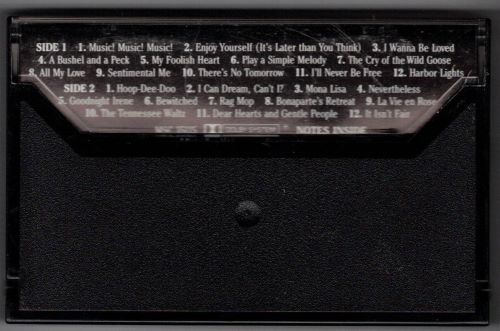 SIDE 1 1. Music! Music! Music! 2. Enjoy Yourself (It's Later than You Think) 3. I Wanna Be Loved
4. A Bushel and a Peck 5. My Foolish Heart 6. Play a Simple Melody 7. The Cry of the Wild Goose
8. All My Love 9. Sentimental Me 10. There's No Tomorrow 11. I'll Never Be Free 12. Harbor Lights
SIDE 2 1. Hoop-Dee-Doo 2. I Can Dream, Can't I? 3. Mona Lisa 4. Nevertheless
5. Goodnight Irene 6. Bewitched 7. Rag Mop 8. Bonaparte's Retreat 9. La Vie en Rose
10. The Tennessee Waltz 11. Dear Hearts and Gentle People 12. It Isn't Fair
DOLBY SYSTEM NOTES INSIDE